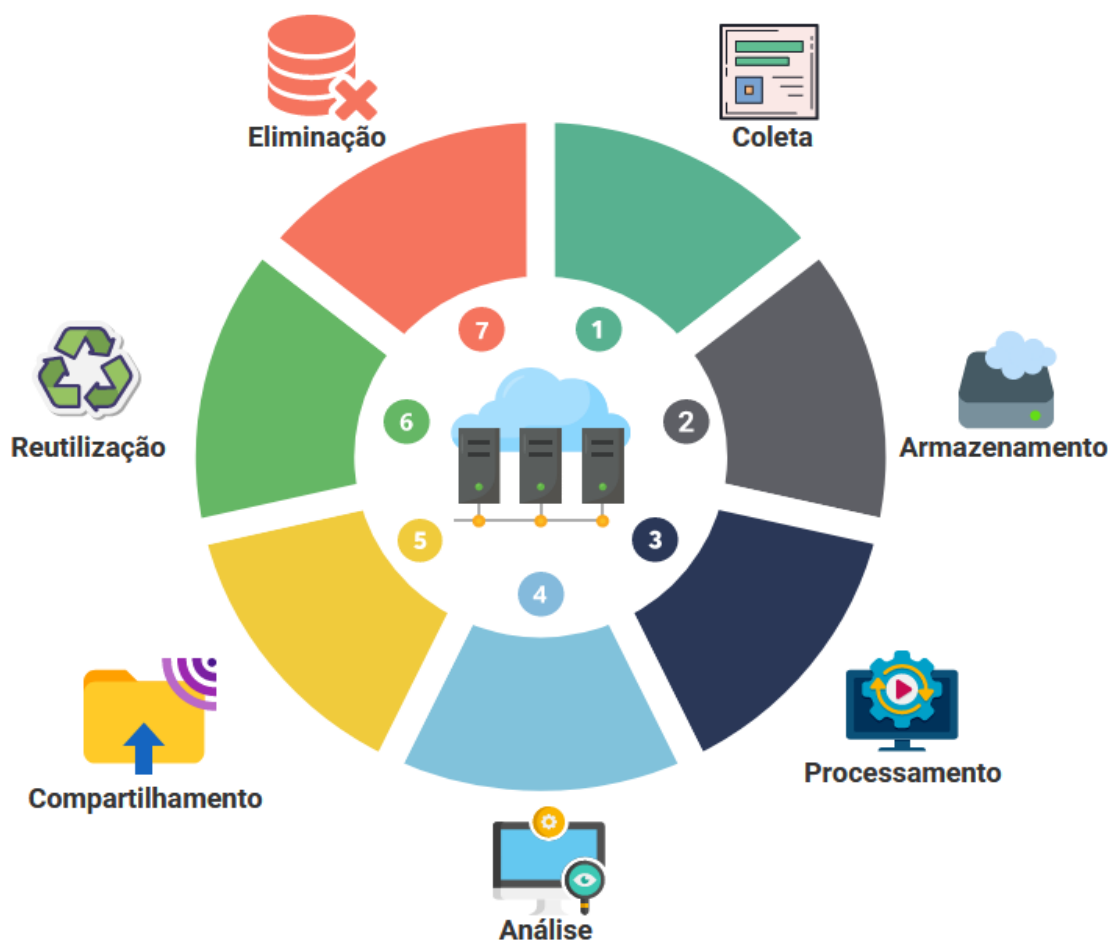 Eliminação
Coleta
7
1
6
2
Reutilização
Armazenamento
5
3
4
Compartilhamento
Processamento
Análise